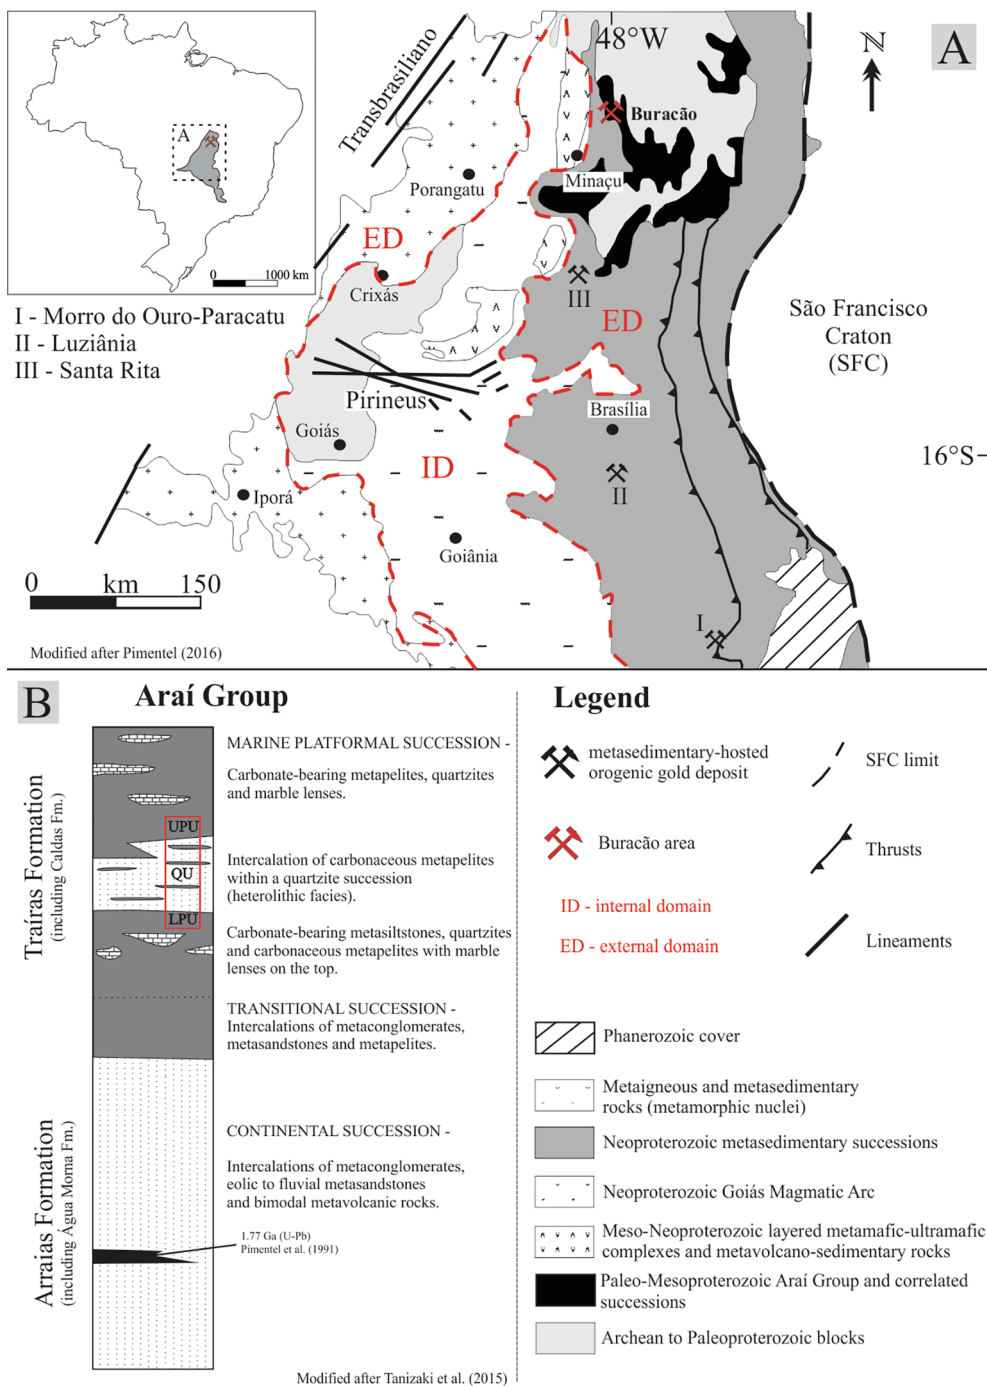 A
48°W
N
A
Transbrasiliano
Buracão
Minaçu
Porangatu
ED
Crixás
III
ED
0 1000 km
I - Morro do Ouro-Paracatu
II - Luziânia
III - Santa Rita
São Francisco
Craton
(SFC)
Pirineus
Brasília
Goiás
ID
16°S
II
Iporá
Goiânia
0 km 150
I
Modified after Pimentel (2016)
B
Araí Group
Traíras Formation
(including Caldas Fm.)
Arraias Formation
(including Água Morna Fm.)
UPU
QU
LPU
MARINE PLATFORMAL SUCCESSION -
Carbonate-bearing metapelites, quartzites
and marble lenses.
Intercalation of carbonaceous metapelites
within a quartzite succession
(heterolithic facies).
Carbonate-bearing metasiltstones, quartzites
and carbonaceous metapelites with marble
lenses on the top.
TRANSITIONAL SUCCESSION -
Intercalations of metaconglomerates,
metasandstones and metapelites.
CONTINENTAL SUCCESSION -
Intercalations of metaconglomerates,
eolic to fluvial metasandstones
and bimodal metavolcanic rocks.
1.77 Ga (U-Pb)
Pimentel et al. (1991)
Modified after Tanizaki et al. (2015)
Legend
metasedimentary-hosted
orogenic gold deposit
SFC limit
Buracão area
Thrusts
ID - internal domain
ED - external domain
Lineaments
Phanerozoic cover
Metaigneous and metasedimentary
rocks (metamorphic nuclei)
Neoproterozoic metasedimentary successions
Neoproterozoic Goiás Magmatic Arc
Meso-Neoproterozoic layered metamafic-ultramafic
complexes and metavolcano-sedimentary rocks
Paleo-Mesoproterozoic Araí Group and correlated
successions
Archean to Paleoproterozoic blocks